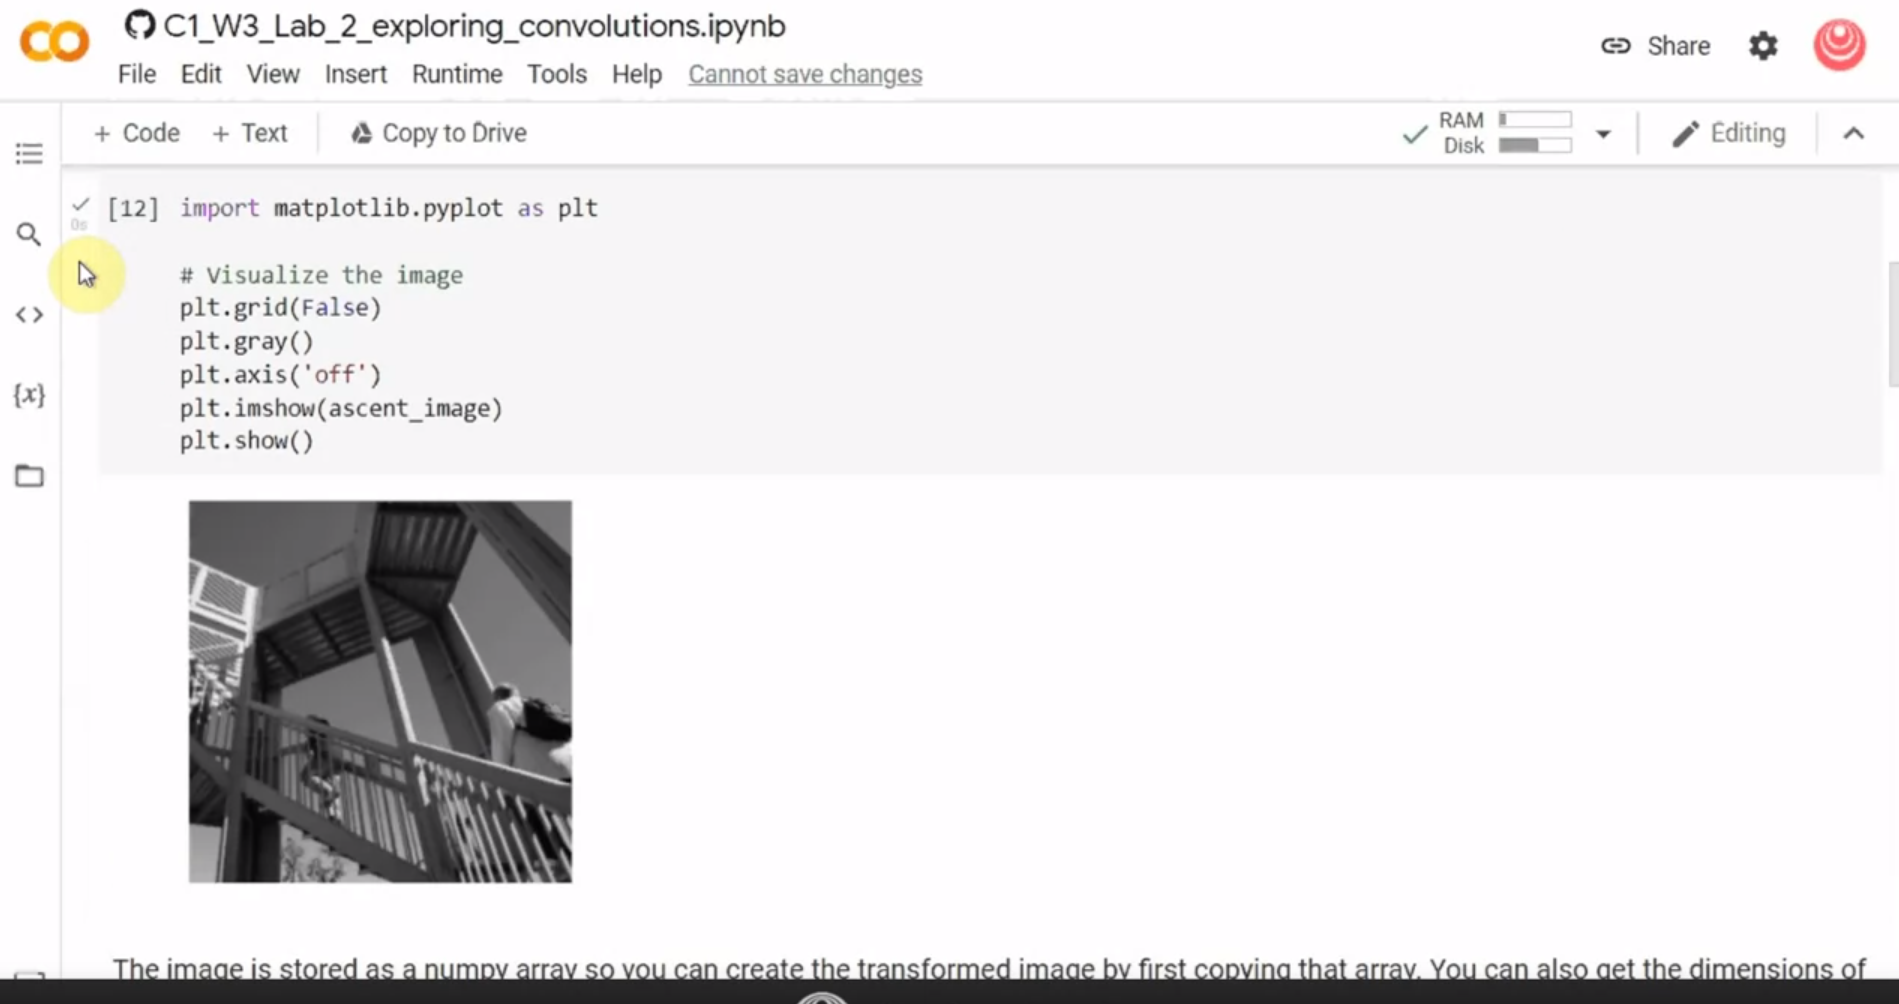 C1_W3_Lab_2_exploring_convolutions.ipynb
File Edit View Insert Runtime Tools Help Cannot save changes
Share
+ Code + Text Copy to Drive
RAM
Disk
Editing
[12] import matplotlib.pyplot as plt
0s
# Visualize the image
plt.grid(False)
plt.gray()
plt.axis('off')
plt.imshow(ascent_image)
plt.show()
The image is stored as a numpy array so you can create the transformed image by first copying that array. You can also get the dimensions of